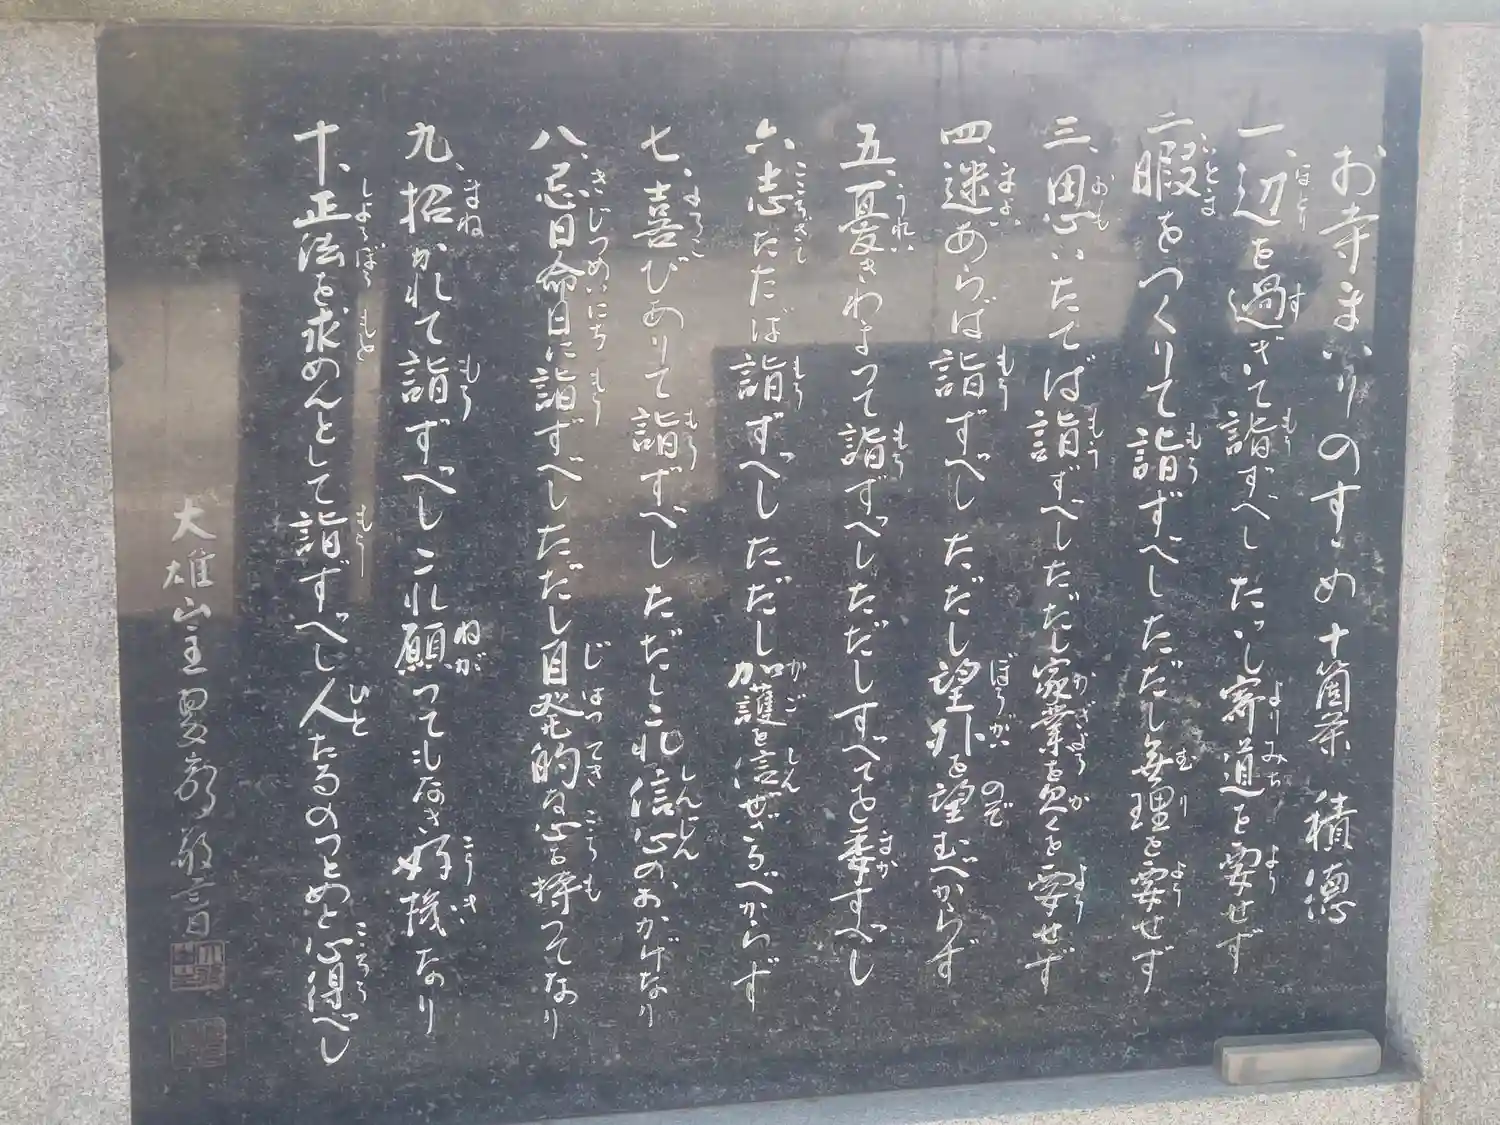 お寺まいりのすゝめ 十箇条 積徳
一、辺を過ぎて詣ずべしただし寄道を要せず
二、暇をつくりて詣ずべしただし無理を要せず
三、思いたてば詣ずべしただし家業を欠くを要せず
四、迷あらば詣ずべしただし望外を望むべからず
五、憂きわまって詣ずべしただしすべてを委すべし
六、志たたば詣ずべしただし加護を信ぜざるべからず
七、喜びありて詣ずべしただしこれ信心のおかげなり
八、忌日命日に詣ずべしただし自発的な心を持つてなり
九、招かれて詣ずべしこれ願つてもなき好機なり
十、正法を求めんとして詣ずべし人たるのつとめと心得べし
大雄山主